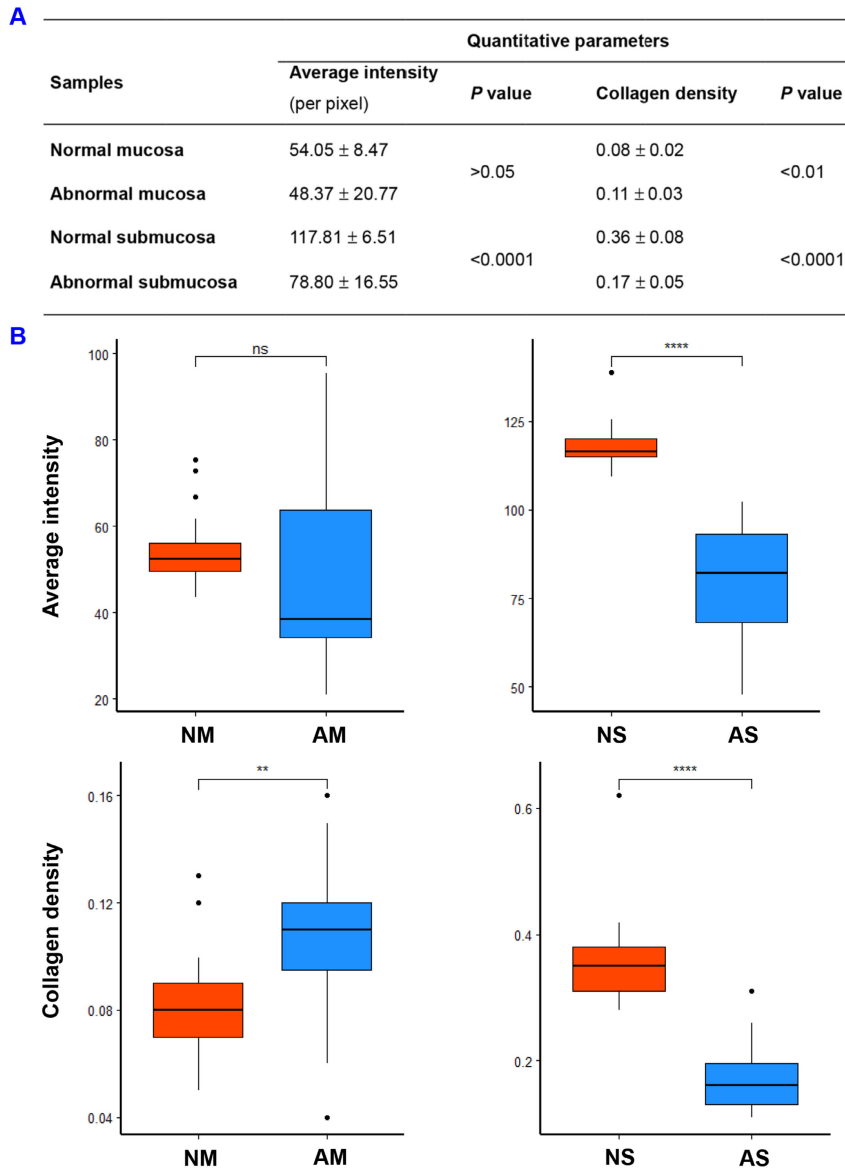 A
Quantitative parameters
Samples
Average intensity
(per pixel)
P value
Collagen density
P value
Normal mucosa
54.05 ± 8.47
>0.05
0.08 ± 0.02
<0.01
Abnormal mucosa
48.37 ± 20.77
0.11 ± 0.03
Normal submucosa
117.81 ± 6.51
<0.0001
0.36 ± 0.08
<0.0001
Abnormal submucosa
78.80 ± 16.55
0.17 ± 0.05
B
Average intensity
100
80
60
40
20
ns
NM
AM
125
100
75
50
****
NS
AS
Collagen density
0.16
0.12
0.08
0.04
**
NM
AM
0.6
0.4
0.2
****
NS
AS